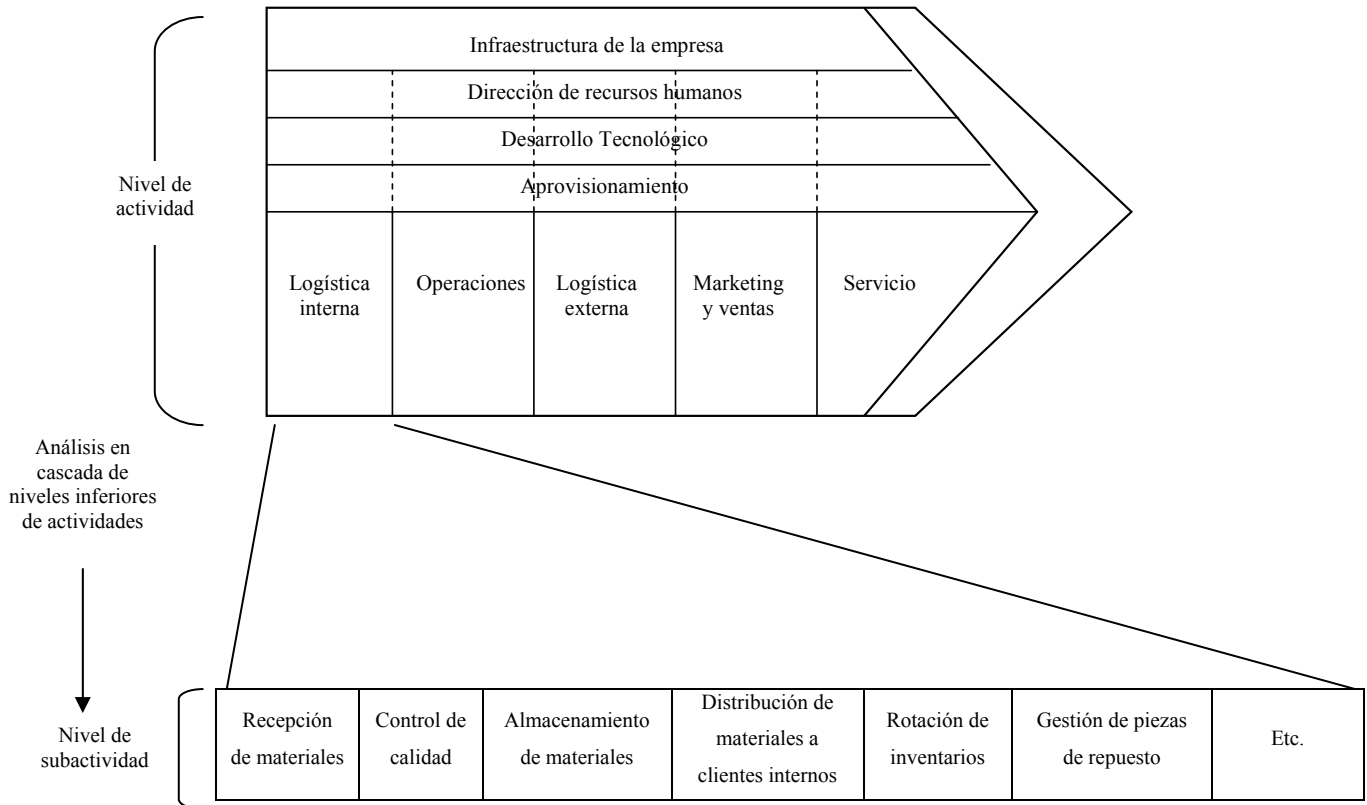 Infraestructura de la empresa
Dirección de recursos humanos
Desarrollo Tecnológico
Aprovisionamiento
Nivel de
actividad
Logística
interna
Operaciones
Logística
externa
Marketing
y ventas
Servicio
Análisis en
cascada de
niveles inferiores
de actividades
Nivel de
subactividad
Recepción
de materiales
Control de
calidad
Almacenamiento
de materiales
Distribución de
materiales a
clientes internos
Rotación de
inventarios
Gestión de piezas
de repuesto
Etc.